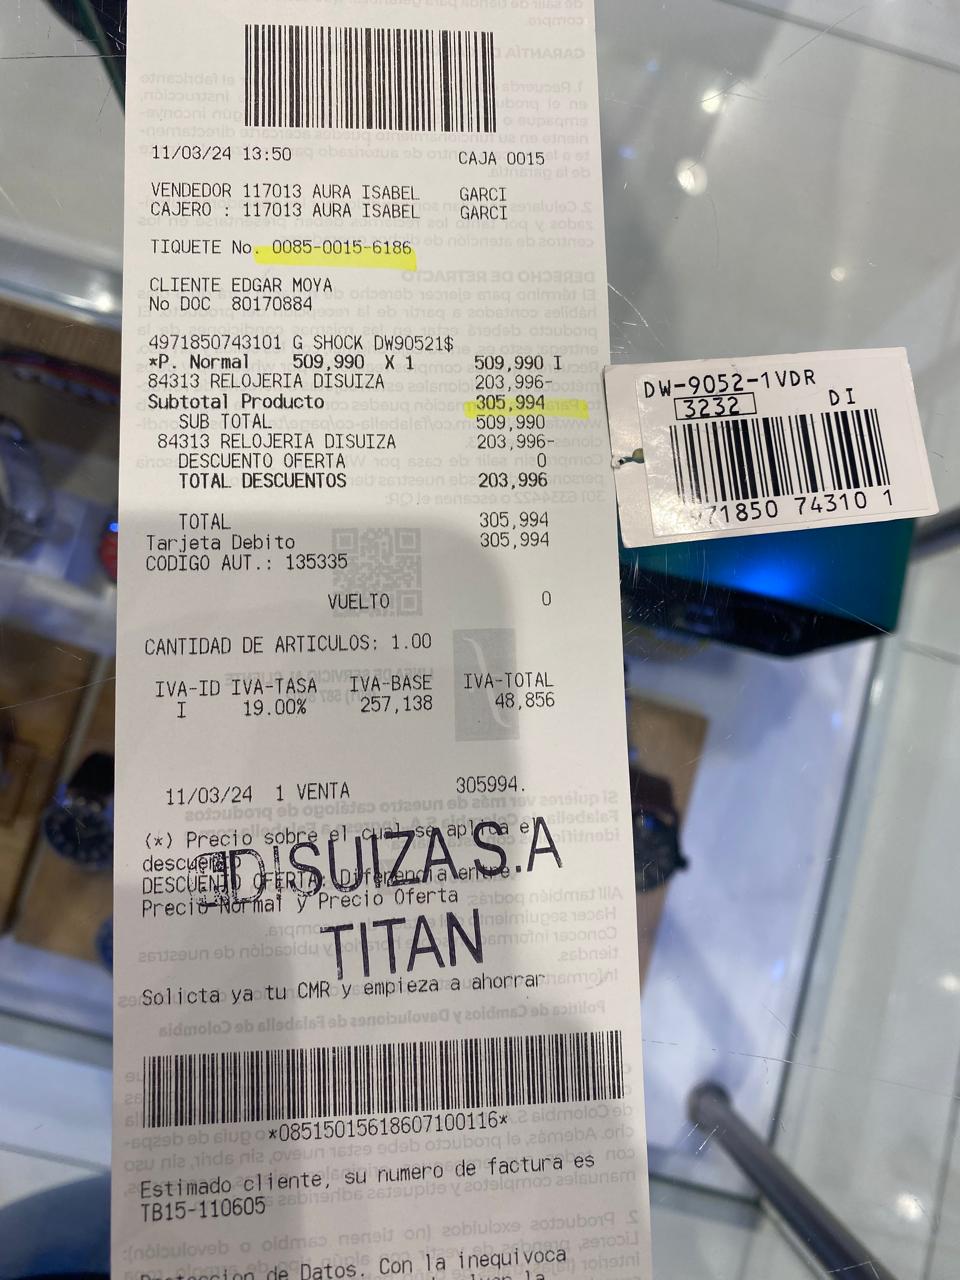 11/03/24 13:50 CAJA 0015
VENDEDOR 117013 AURA ISABEL GARCI
CAJERO : 117013 AURA ISABEL GARCI
TIQUETE No. 0085-0015-6186
CLIENTE EDGAR MOYA
No DOC 80170884
4971850743101 G SHOCK DW90521$
*P. Normal 509,990 X 1 509,990 I
84313 RELOJERIA DISUIZA 203,996-
Subtotal Producto 305,994
SUB TOTAL 509,990
84313 RELOJERIA DISUIZA 203,996-
DESCUENTO OFERTA 0
TOTAL DESCUENTOS 203,996
TOTAL 305,994
Tarjeta Debito 305,994
CODIGO AUT.: 135335
VUELTO 0
CANTIDAD DE ARTICULOS: 1.00
IVA-ID IVA-TASA IVA-BASE IVA-TOTAL
I 19.00% 257,138 48,856
11/03/24 1 VENTA 305994.
(*) Precio sobre el cual se aplica el
DISUIZA S.A
DESCUENTO OFERTA: Diferencia entre
Precio Normal y Precio Oferta
TITAN
Solicta ya tu CMR y empieza a ahorrar
*08515015618607100116*
Estimado cliente, su numero de factura es
TB15-110605
de Datos. Con la inequivoca
DW-9052-1VDR
3232 DI
971850 74310 1